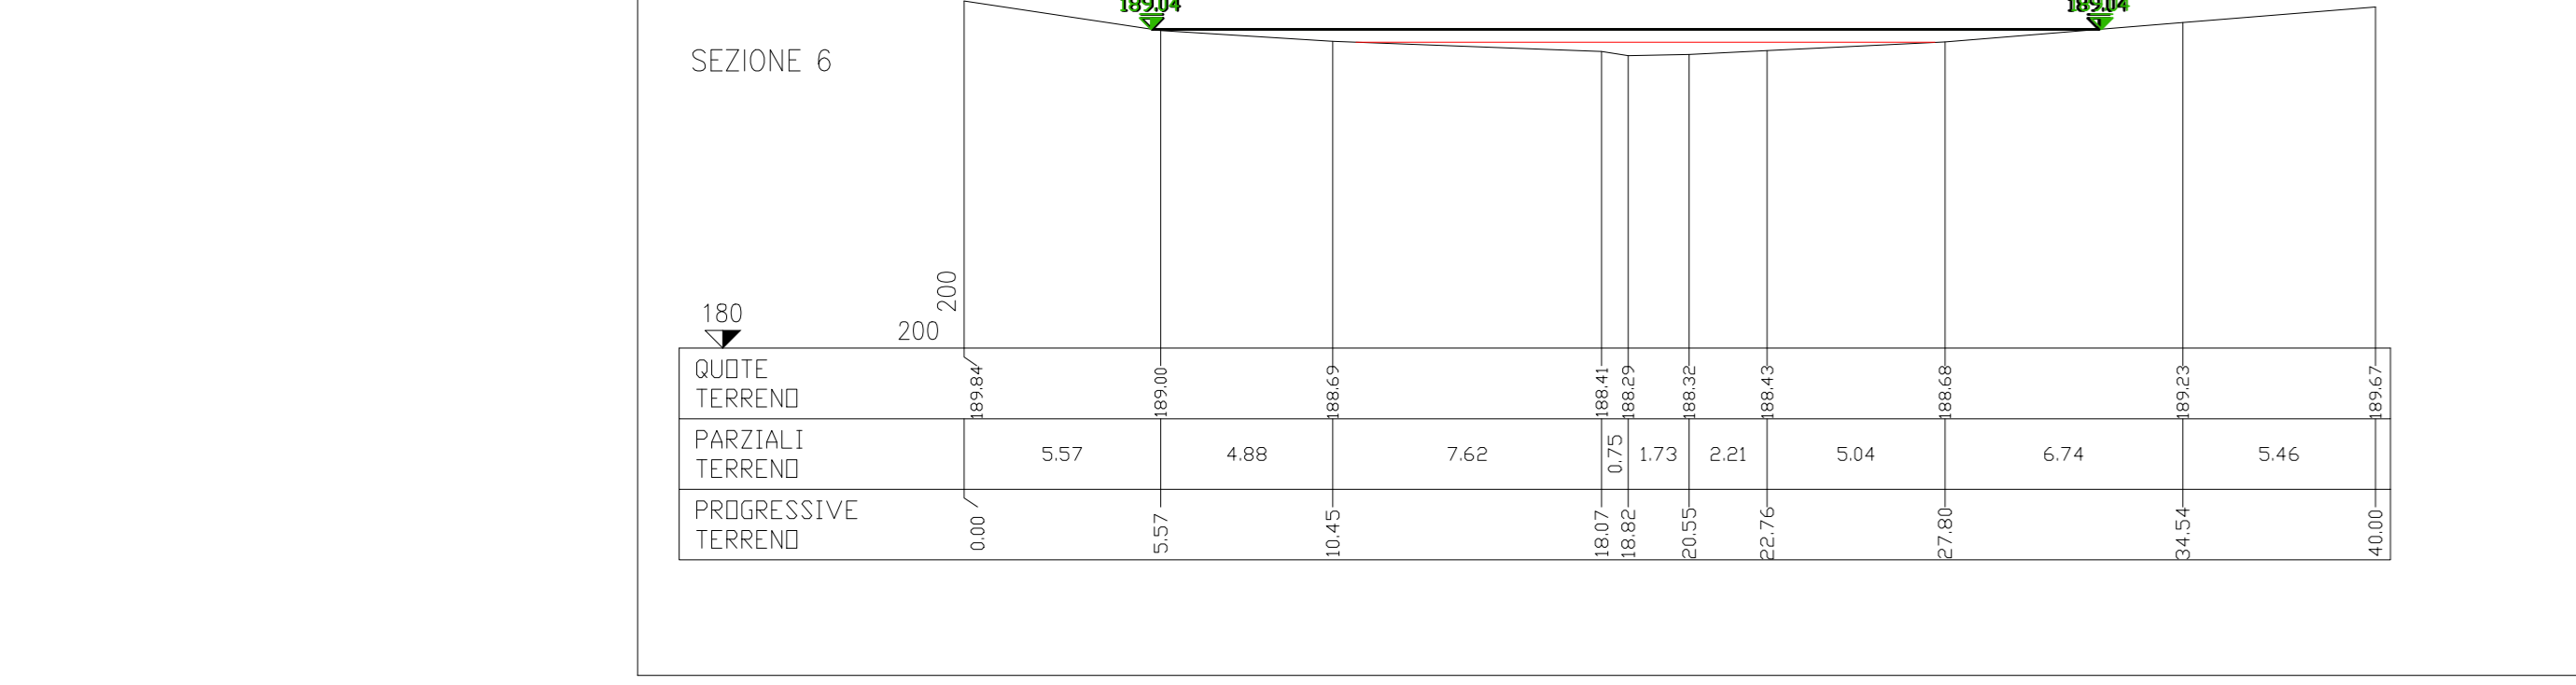 189.04 189.04
SEZIONE 6
200
180
200
QUOTE
TERRENO
189.84 189.00 188.69 188.41 188.29 188.32 188.43 188.68 189.23 189.67
PARZIALI
TERRENO
5.57 4.88 7.62 0.75 1.73 2.21 5.04 6.74 5.46
PROGRESSIVE
TERRENO
0.00 5.57 10.45 18.07 18.82 20.55 22.76 27.80 34.54 40.00